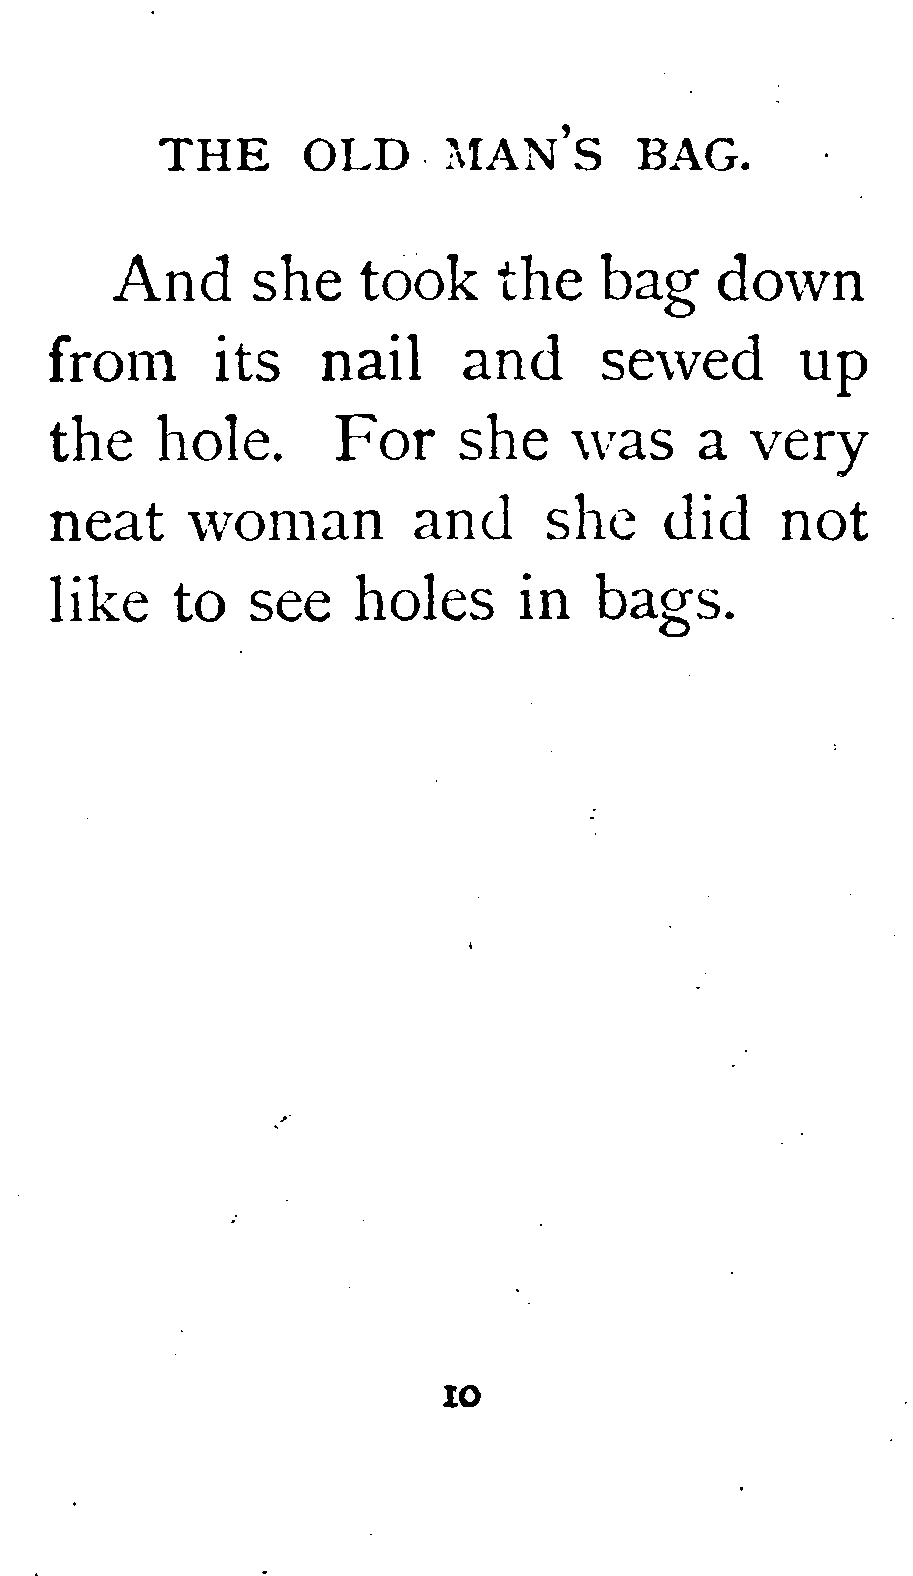 THE OLD MAN'S BAG.
And she took the bag down
from its nail and sewed up
the hole. For she was a very
neat woman and she did not
like to see holes in bags.
10